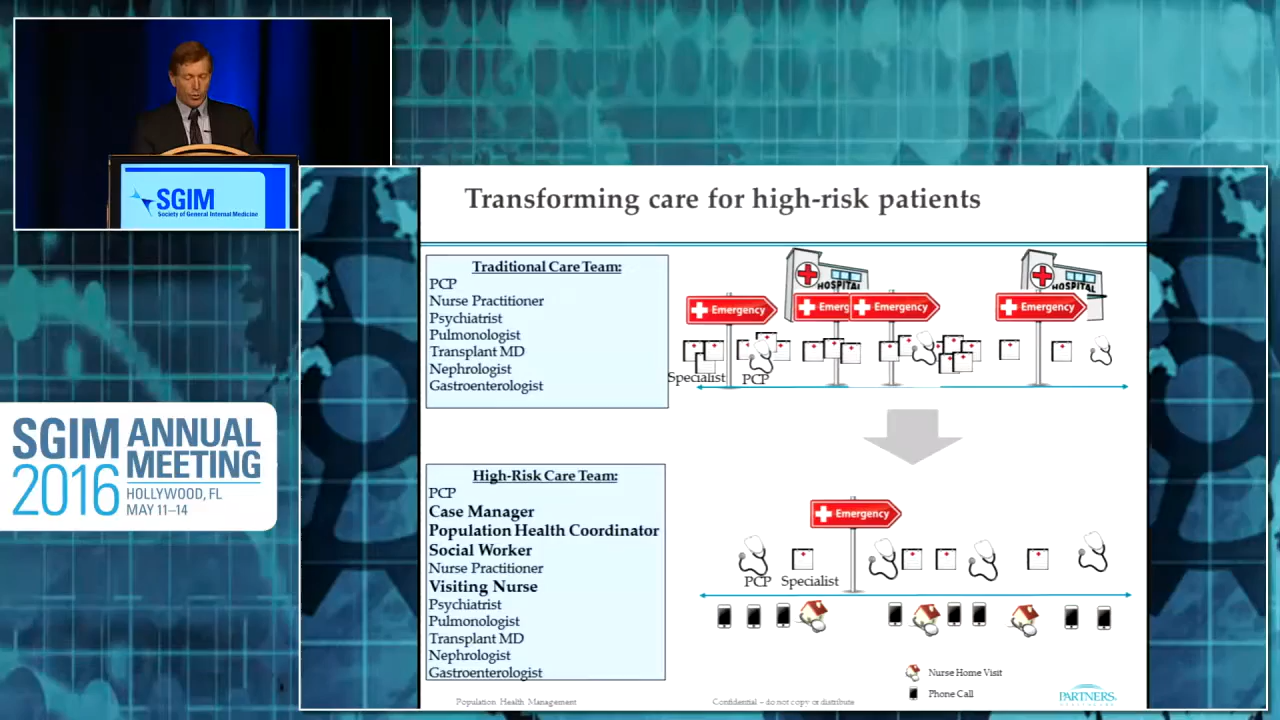 SGIM
Society of General Internal Medicine
SGIM ANNUAL
2016 MEETING
HOLLYWOOD, FL
MAY 11–14
Transforming care for high-risk patients
Traditional Care Team:
PCP
Nurse Practitioner
Psychiatrist
Pulmonologist
Transplant MD
Nephrologist
Gastroenterologist
HOSPITAL
HOSPITAL
Emergency
Emerg
Emergency
Emergency
Specialist
PCP
High-Risk Care Team:
PCP
Case Manager
Population Health Coordinator
Social Worker
Nurse Practitioner
Visiting Nurse
Psychiatrist
Pulmonologist
Transplant MD
Nephrologist
Gastroenterologist
Emergency
PCP
Specialist
Nurse Home Visit
Phone Call
Population Health Management
Confidential – do not copy or distribute
PARTNERS